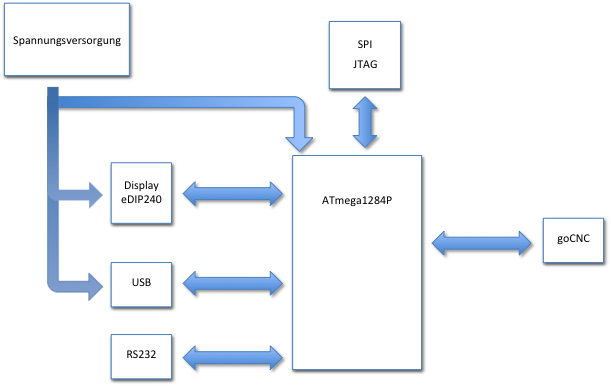 Spannungsversorgung
SPI
JTAG
Display
eDIP240
ATmega1284P
goCNC
USB
RS232